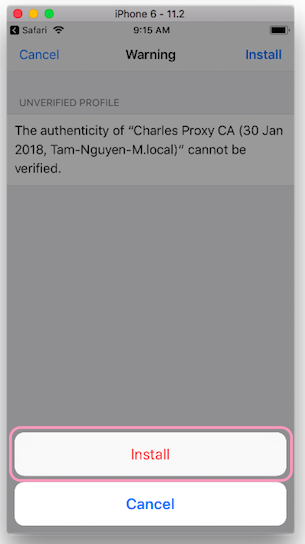 iPhone 6 - 11.2
Safari 9:15 AM
Cancel Warning Install
UNVERIFIED PROFILE
The authenticity of “Charles Proxy CA (30 Jan
2018, Tam-Nguyen-M.local)” cannot be
verified.
Install
Cancel